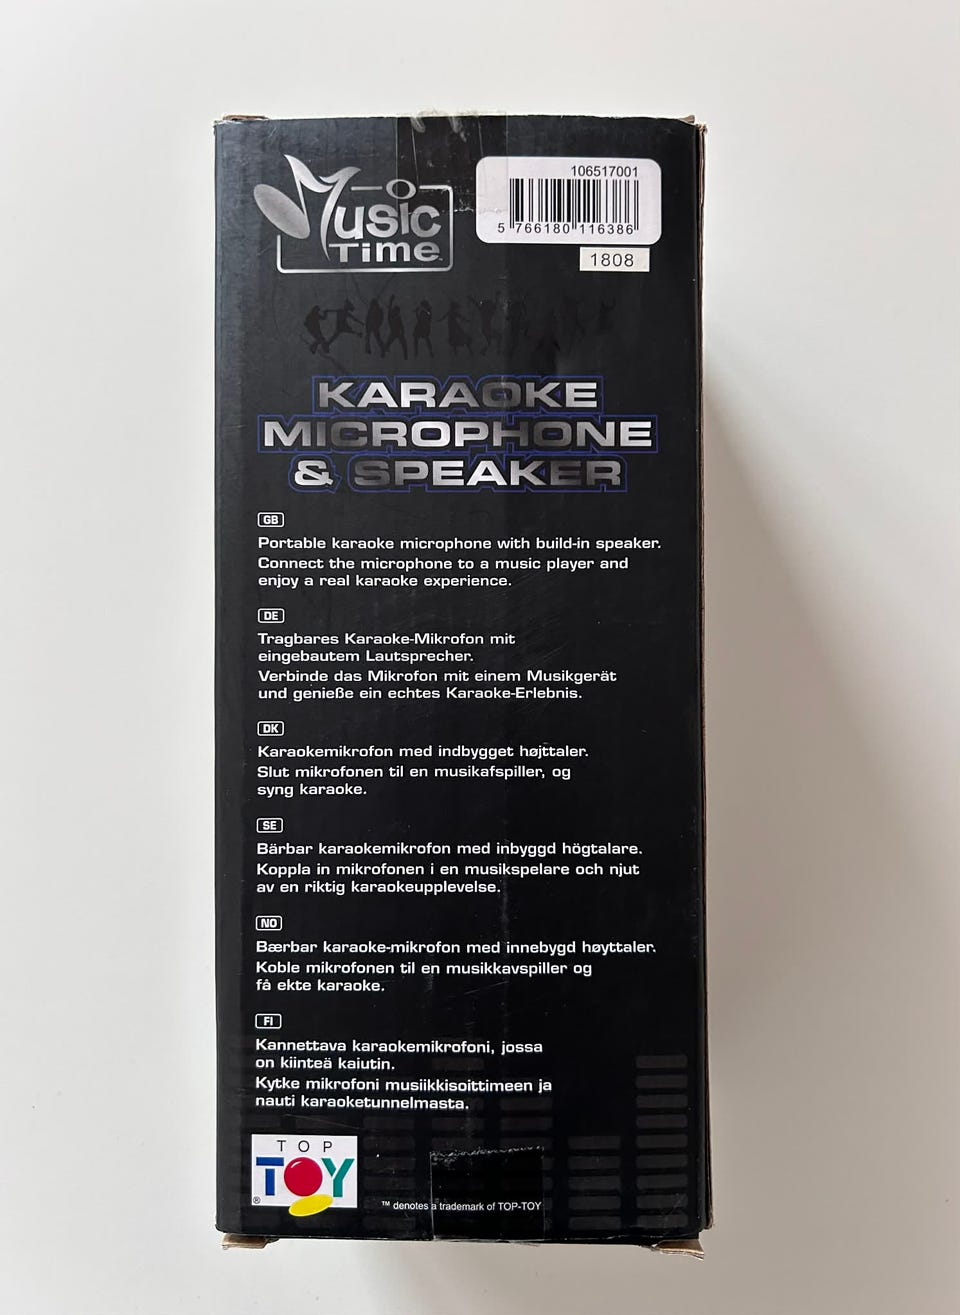 Music
Time™
106517001
5 766180 116386
1808
KARAOKE
MICROPHONE
& SPEAKER
GB
Portable karaoke microphone with build-in speaker.
Connect the microphone to a music player and
enjoy a real karaoke experience.
DE
Tragbares Karaoke-Mikrofon mit
eingebautem Lautsprecher.
Verbinde das Mikrofon mit einem Musikgerät
und genieße ein echtes Karaoke-Erlebnis.
DK
Karaokemikrofon med indbygget højttaler.
Slut mikrofonen til en musikafspiller, og
syng karaoke.
SE
Bärbar karaokemikrofon med inbyggd högtalare.
Koppla in mikrofonen i en musikspelare och njut
av en riktig karaokeupplevelse.
NO
Bærbar karaoke-mikrofon med innebygd høyttaler.
Koble mikrofonen til en musikkavspiller og
få ekte karaoke.
FI
Kannettava karaokemikrofoni, jossa
on kiinteä kaiutin.
Kytke mikrofoni musiikkisoittimeen ja
nauti karaoketunnelmasta.
TOP
TOY
®
™ denotes a trademark of TOP-TOY